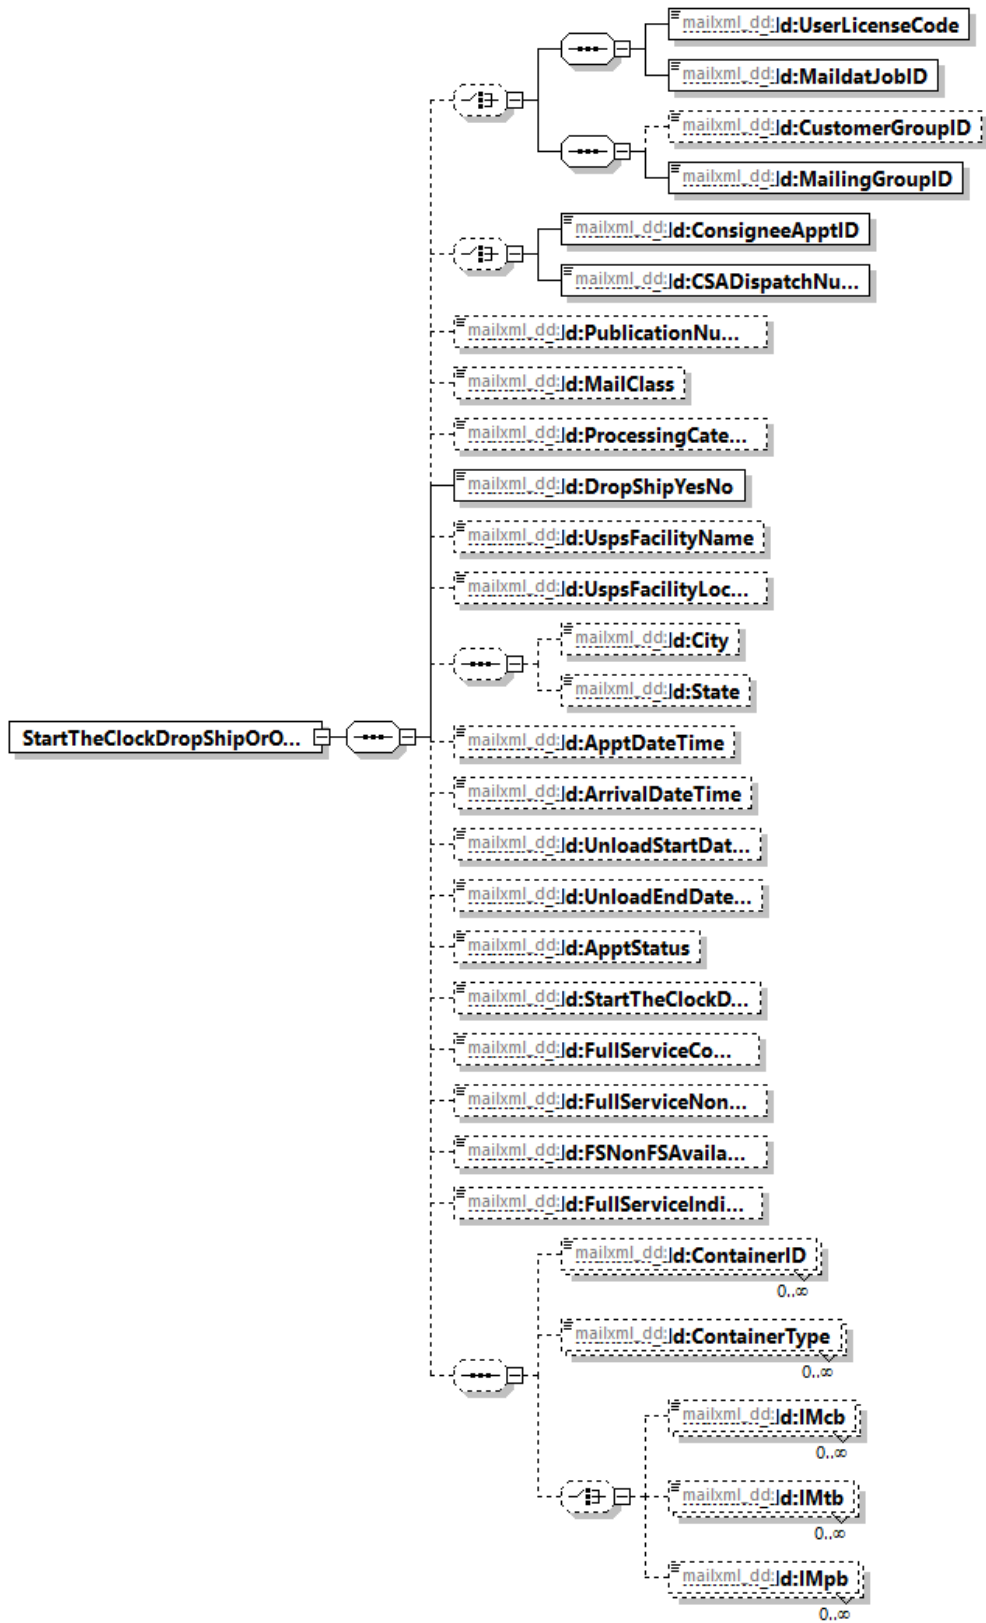 mailxml_dd:ld:UserLicenseCode
mailxml_dd:ld:MaildatJobID
mailxml_dd:ld:CustomerGroupID
mailxml_dd:ld:MailingGroupID
mailxml_dd:ld:ConsigneeApptID
mailxml_dd:ld:CSADispatchNu...
mailxml_dd:ld:PublicationNu...
mailxml_dd:ld:MailClass
mailxml_dd:ld:ProcessingCate...
mailxml_dd:ld:DropShipYesNo
mailxml_dd:ld:UspsFacilityName
mailxml_dd:ld:UspsFacilityLoc...
mailxml_dd:ld:City
mailxml_dd:ld:State
StartTheClockDropShipOrO...
mailxml_dd:ld:ApptDateTime
mailxml_dd:ld:ArrivalDateTime
mailxml_dd:ld:UnloadStartDat...
mailxml_dd:ld:UnloadEndDate...
mailxml_dd:ld:ApptStatus
mailxml_dd:ld:StartTheClockD...
mailxml_dd:ld:FullServiceCo...
mailxml_dd:ld:FullServiceNon...
mailxml_dd:ld:FSNonFSAvaila...
mailxml_dd:ld:FullServiceIndi...
mailxml_dd:ld:ContainerID
0..∞
mailxml_dd:ld:ContainerType
0..∞
mailxml_dd:ld:IMcb
0..∞
mailxml_dd:ld:IMtb
0..∞
mailxml_dd:ld:IMpb
0..∞